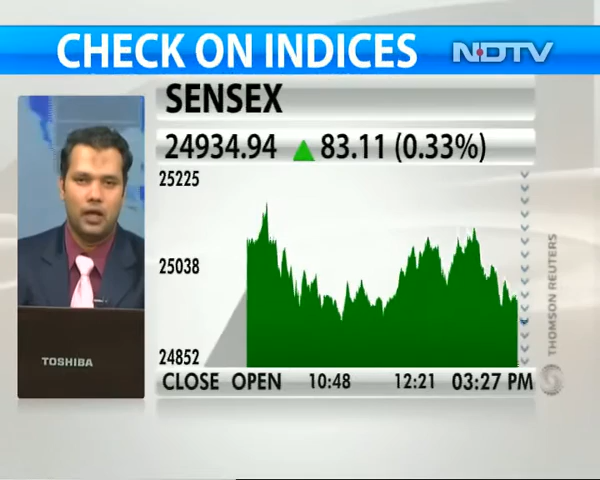 CHECK ON INDICES NDTV
SENSEX
24934.94 ▲ 83.11 (0.33%)
25225
25038
24852
CLOSE OPEN 10:48 12:21 03:27 PM
THOMSON REUTERS
TOSHIBA